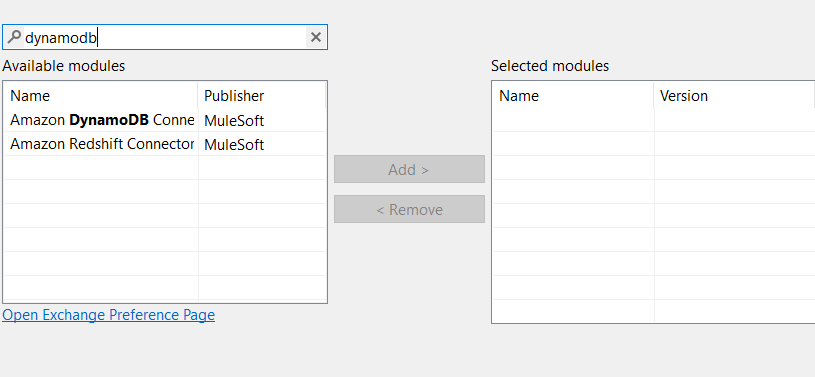 dynamodb
Available modules
Selected modules
Name Publisher
Name Version
Amazon DynamoDB Conne MuleSoft
Amazon Redshift Connector MuleSoft
Add >
< Remove
Open Exchange Preference Page